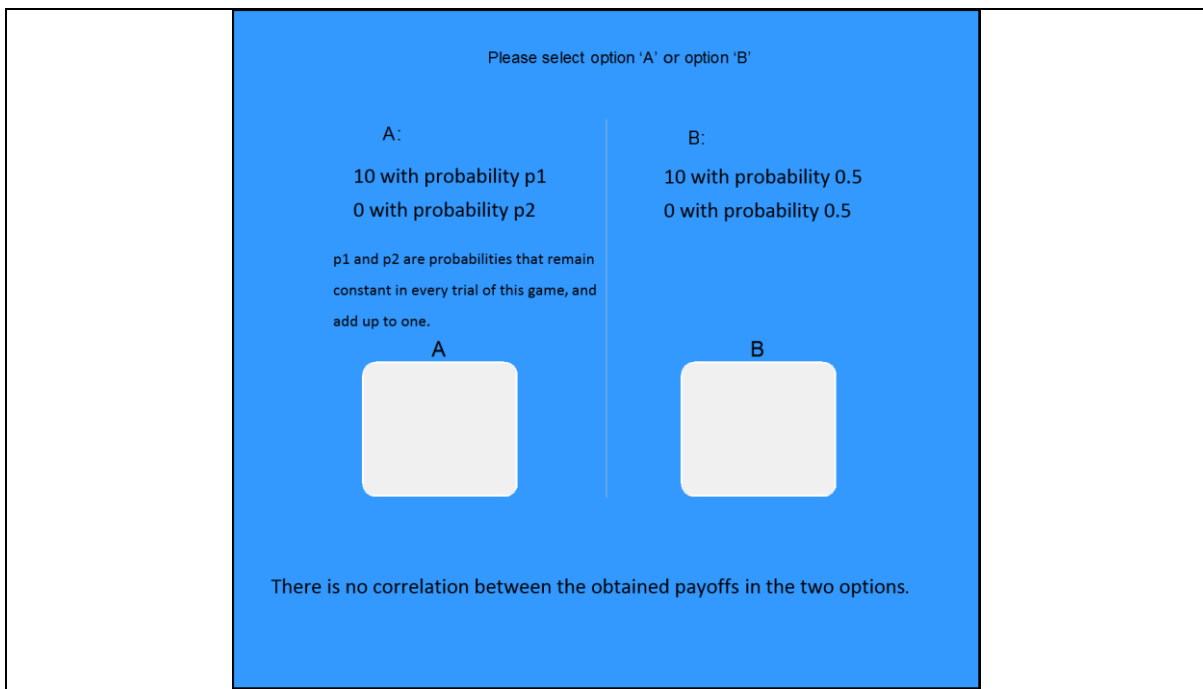 Please select option ‘A’ or option ‘B’
A:
10 with probability p1
0 with probability p2
p1 and p2 are probabilities that remain
constant in every trial of this game, and
add up to one.
A
B:
10 with probability 0.5
0 with probability 0.5
B
There is no correlation between the obtained payoffs in the two options.